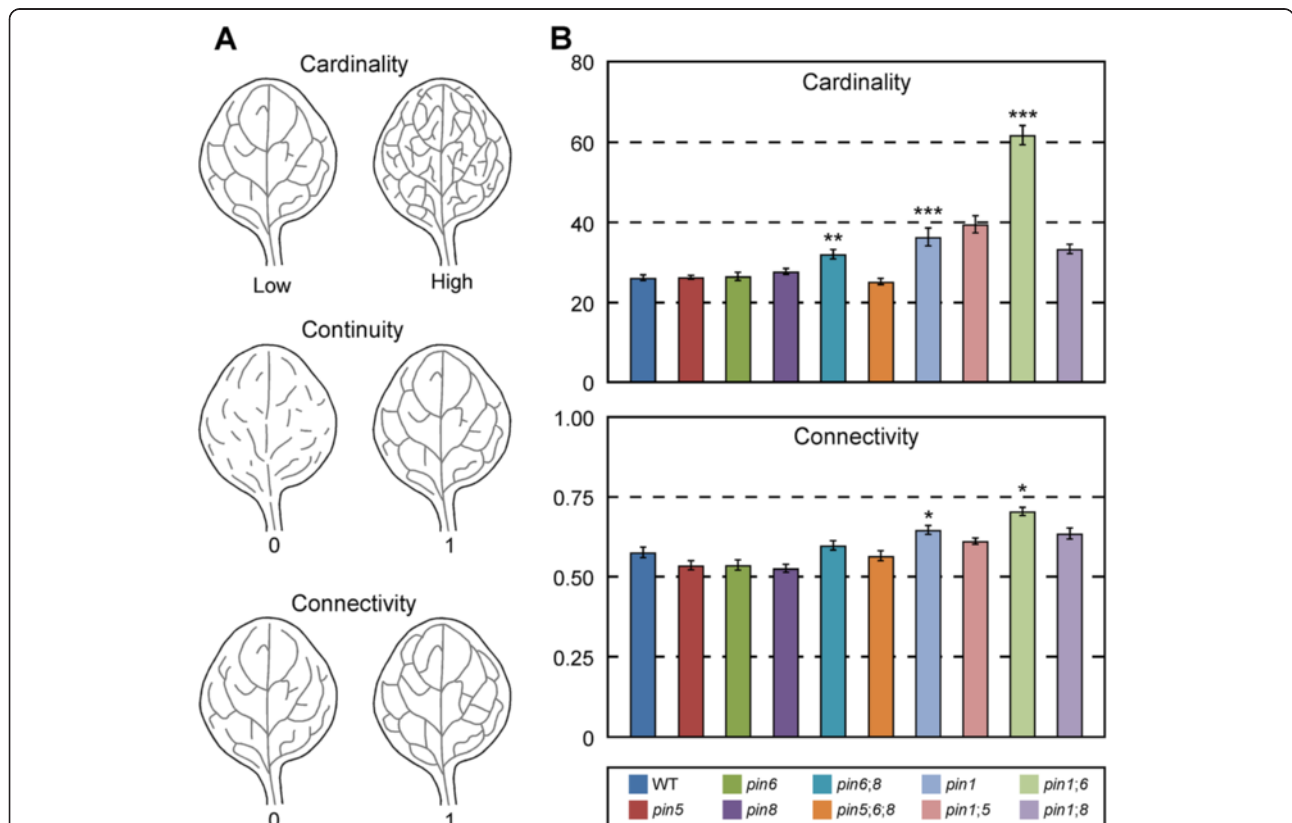 A
Cardinality
Low High
Continuity
0 1
Connectivity
0 1
B
Cardinality
80
60
40
20
0
** *** ***
Connectivity
1.00
0.75
0.50
0.25
0
* *
WT pin6 pin6;8 pin1 pin1;6
pin5 pin8 pin5;6;8 pin1;5 pin1;8